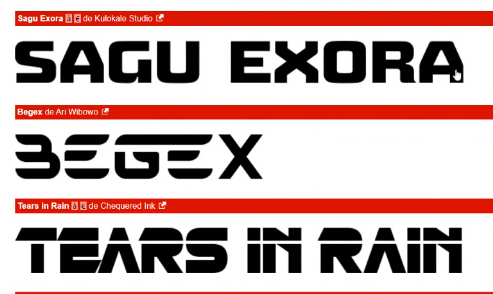 Sagu Exora à € de Kulokale Studio
SAGU EXORA
Begex de Ari Wibowo
BEGEX
Tears in Rain à € de Chequered Ink
TEARS IN RAIN